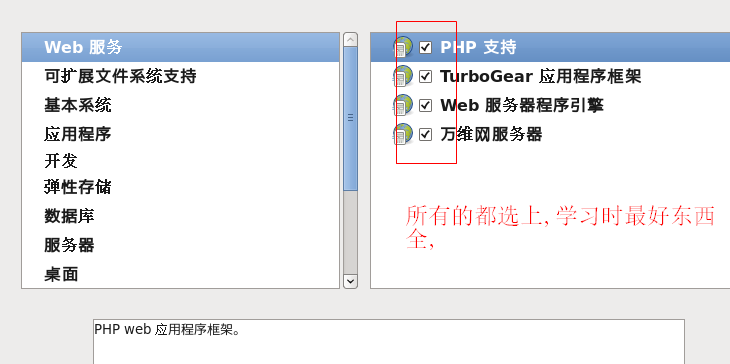 Web 服务
可扩展文件系统支持
基本系统
应用程序
开发
弹性存储
数据库
服务器
桌面
PHP 支持
TurboGear 应用程序框架
Web 服务器程序引擎
万维网服务器
所有的都选上, 学习时最好东西
全,
PHP web 应用程序框架。